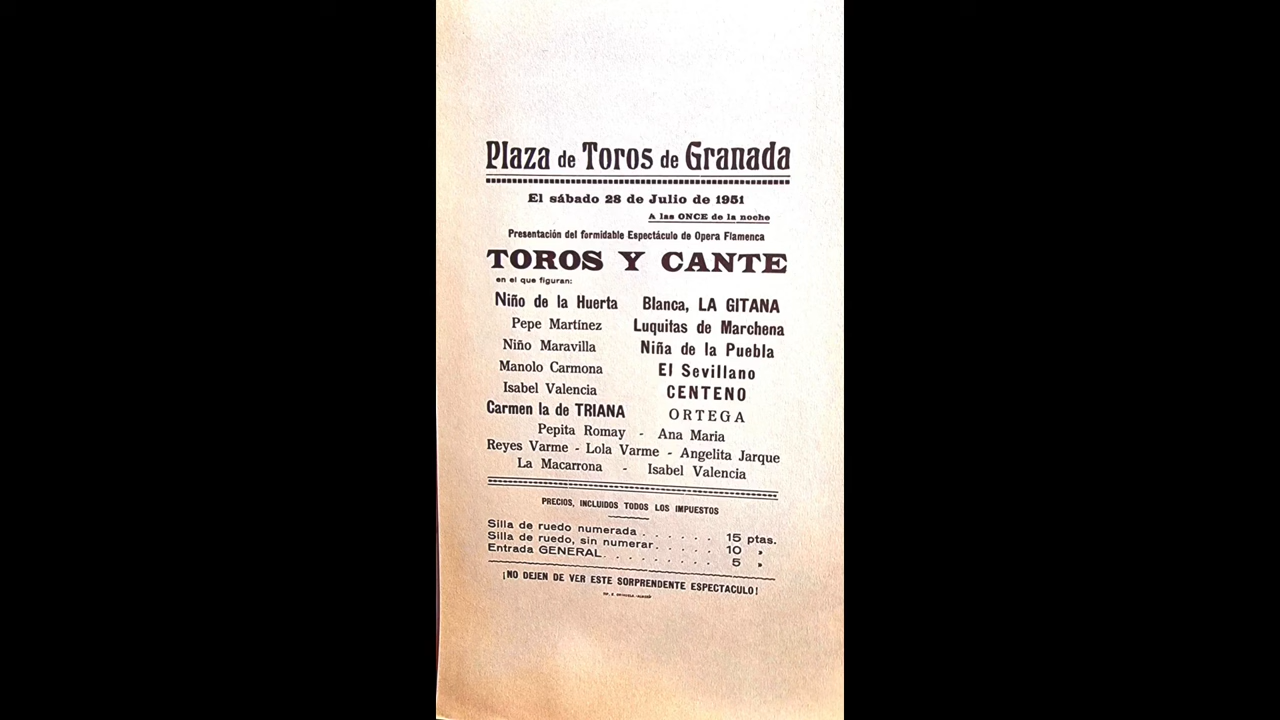 Plaza de Toros de Granada
El sábado 28 de Julio de 1951
A las ONCE de la noche
Presentación del formidable Espectáculo de Opera Flamenca
TOROS Y CANTE
en el que figuran:
Niño de la Huerta Blanca, LA GITANA
Pepe Martínez Luquitas de Marchena
Niño Maravilla Niña de la Puebla
Manolo Carmona El Sevillano
Isabel Valencia CENTENO
Carmen la de TRIANA ORTEGA
Pepita Romay - Ana Maria
Reyes Varme - Lola Varme - Angelita Jarque
La Macarrona - Isabel Valencia
PRECIOS, INCLUIDOS TODOS LOS IMPUESTOS
Silla de ruedo numerada . . . . . . 15 ptas.
Silla de ruedo, sin numerar . . . . . 10 »
Entrada GENERAL. . . . . . . . . 5 »
¡NO DEJEN DE VER ESTE SORPRENDENTE ESPECTACULO!